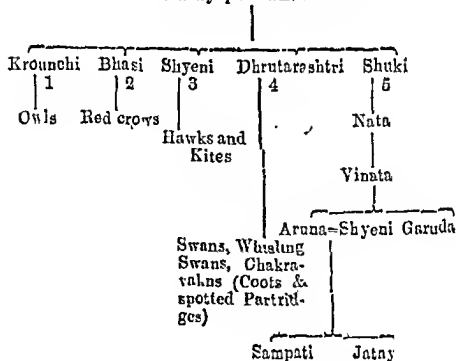 Krounchi Bhasi Shyeni Dhrutarashtri Shuki
1 2 3 4 5
Owls Red crows Nata
Hawks and
Kites
Vinata
Aruna=Shyeni Garuda
Swans, Whisling
Swans, Chakra-
vakas (Coots &
spotted Partrid-
ges)
Sampati Jatay